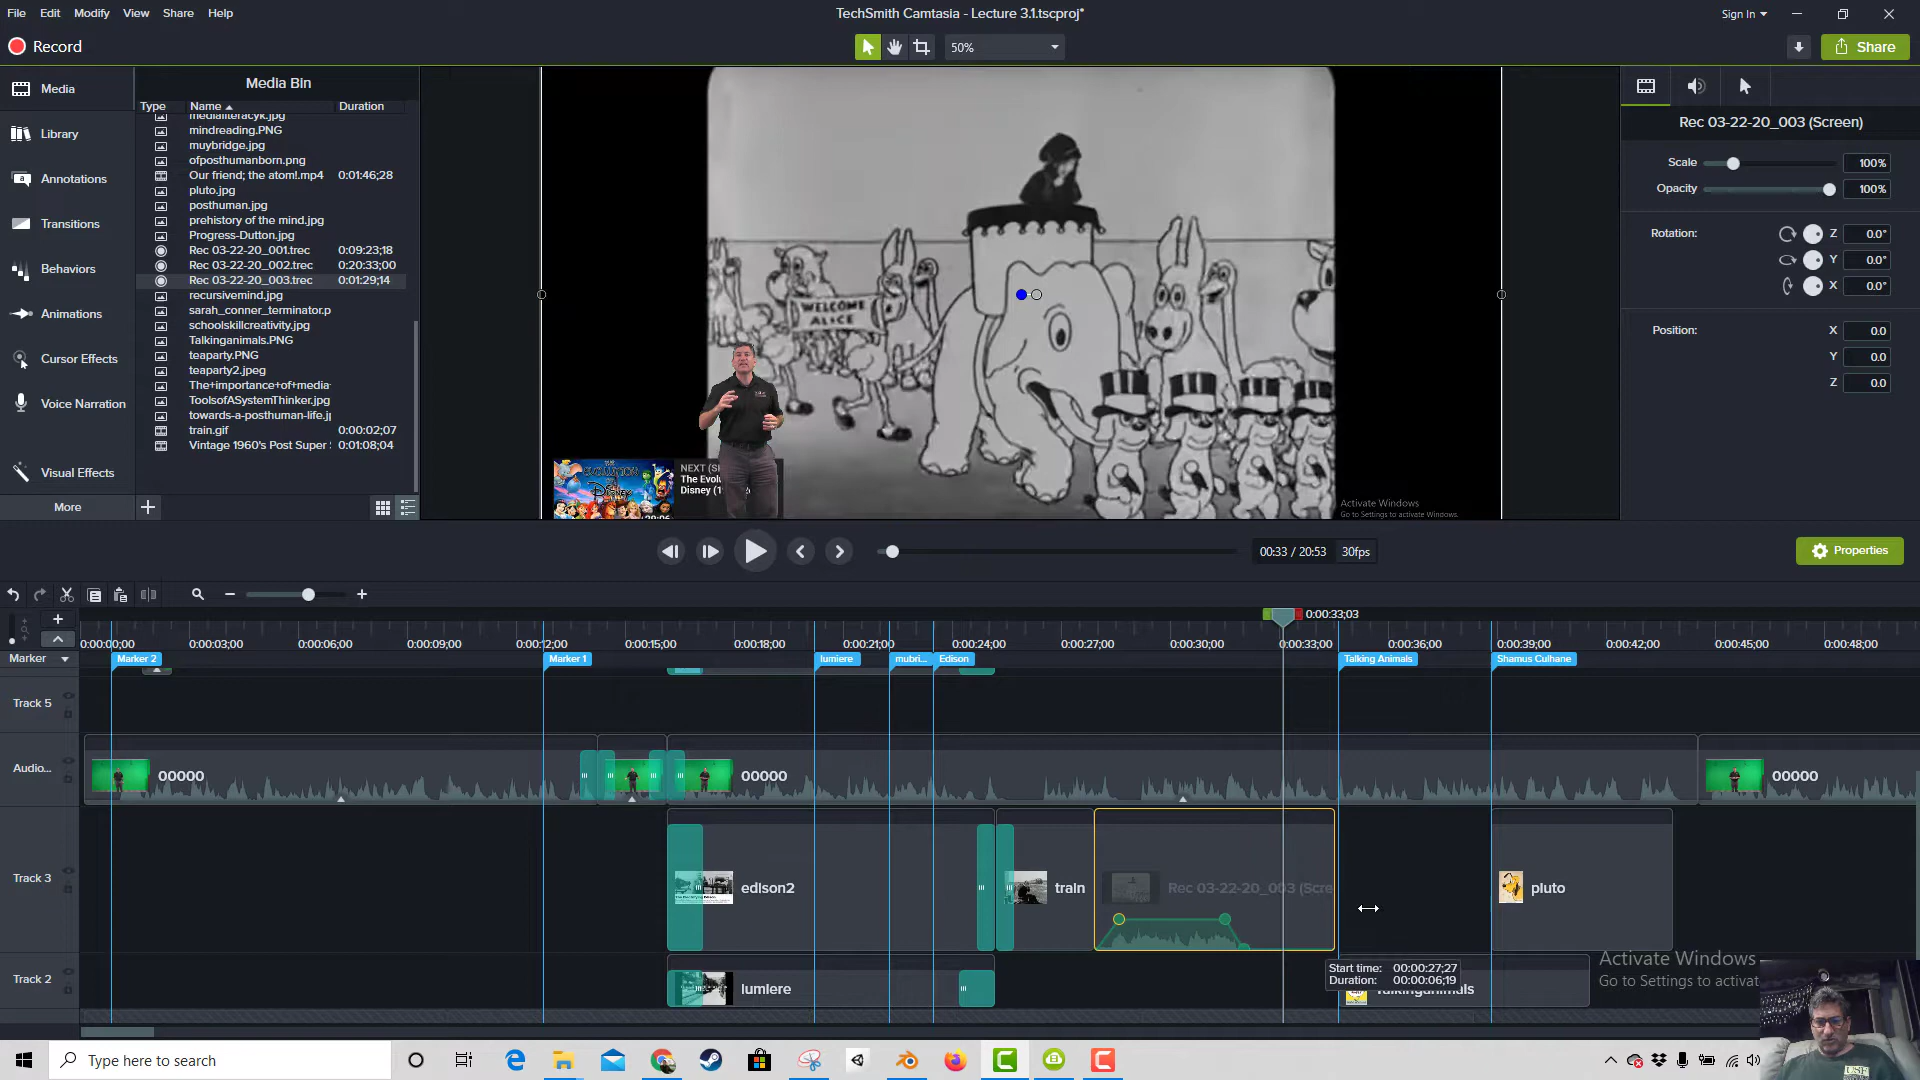 File Edit Modify View Share Help
TechSmith Camtasia - Lecture 3.1.tscproj*
Sign In
Record
50%
Share
Media
Library
Annotations
Transitions
Behaviors
Animations
Cursor Effects
Voice Narration
Visual Effects
More
Media Bin
Type Name Duration
medialiteracyk.jpg
mindreading.PNG
muybridge.jpg
ofposthumanborn.png
Our friend; the atom!.mp4 0:01:46;28
pluto.jpg
posthuman.jpg
prehistory of the mind.jpg
Progress-Dutton.jpg
Rec 03-22-20_001.trec 0:09:23;18
Rec 03-22-20_002.trec 0:20:33;00
Rec 03-22-20_003.trec 0:01:29;14
recursivemind.jpg
sarah_conner_terminator.p
schoolskillcreativity.jpg
Talkinganimals.PNG
teaparty.PNG
teaparty2.jpeg
The+importance+of+media-
ToolsofASystemThinker.jpg
towards-a-posthuman-life.j
train.gif 0:00:02;07
Vintage 1960's Post Super 0:01:08;04
WELCOME
ALICE
EVOLUTION
DISNEY
NEXT (S
The Evolu
Disney (1
Activate Windows
Go to Settings to activate Windows.
Rec 03-22-20_003 (Screen)
Scale 100%
Opacity 100%
Rotation: Z 0.0°
Y 0.0°
X 0.0°
Position: X 0.0
Y 0.0
Z 0.0
00:33 / 20:53 30fps
Properties
0:00:33;03
0:00:00;00 0:00:03;00 0:00:06;00 0:00:09;00 0:00:12;00 0:00:15;00 0:00:18;00 0:00:21;00 0:00:24;00 0:00:27;00 0:00:30;00 0:00:33;00 0:00:36;00 0:00:39;00 0:00:42;00 0:00:45;00 0:00:48;00
Marker Marker 2 Marker 1 lumiere mubri... Edison Talking Animals Shamus Culhane
Track 5
Audio... 00000 00000 00000
Track 3 edison2 train Rec 03-22-20_003 (Scre pluto
Track 2 lumiere Talkinganimals
Start time: 00:00:27;27
Duration: 00:00:06;19
Activate Windows
Go to Settings to activat
Type here to search
USF